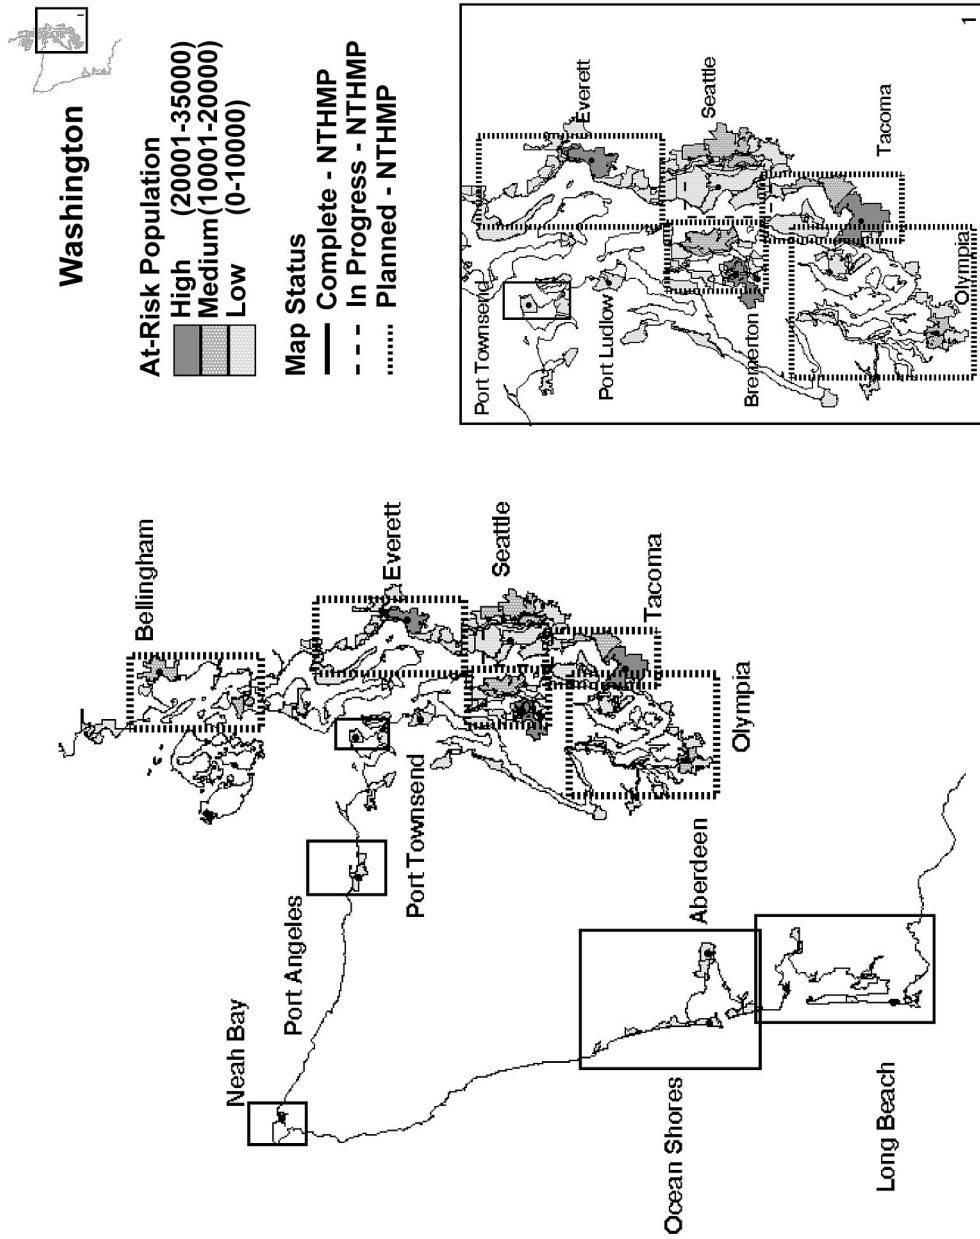 Washington
At-Risk Population
High (20001-35000)
Medium(10001-20000)
Low (0-10000)
Map Status
Complete - NTHMP
In Progress - NTHMP
Planned - NTHMP
Bellingham
Everett
Seattle
Tacoma
Olympia
Port Townsend
Port Angeles
Neah Bay
Aberdeen
Ocean Shores
Long Beach
Port Townsend
Port Ludlow
Bremerton
Everett
Seattle
Tacoma
Olympia
1